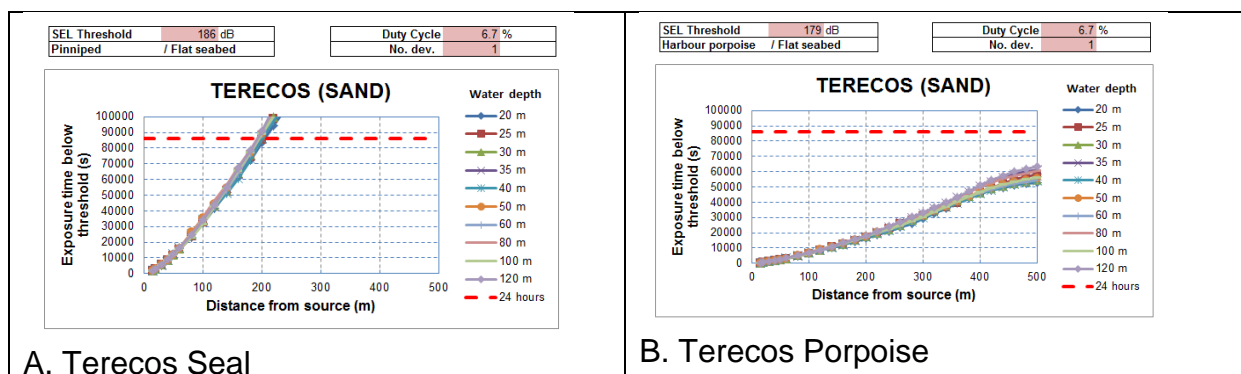 SEL Threshold 186 dB
Pinniped / Flat seabed
Duty Cycle 6.7 %
No. dev. 1
TERECOS (SAND)
Water depth
100000
90000
80000
70000
60000
50000
40000
30000
20000
10000
0
Exposure time below
threshold (s)
0 100 200 300 400 500
Distance from source (m)
20 m
25 m
30 m
35 m
40 m
50 m
60 m
80 m
100 m
120 m
24 hours
A. Terecos Seal
SEL Threshold 179 dB
Harbour porpoise / Flat seabed
Duty Cycle 6.7 %
No. dev. 1
TERECOS (SAND)
Water depth
100000
90000
80000
70000
60000
50000
40000
30000
20000
10000
0
Exposure time below
threshold (s)
0 100 200 300 400 500
Distance from source (m)
20 m
25 m
30 m
35 m
40 m
50 m
60 m
80 m
100 m
120 m
24 hours
B. Terecos Porpoise